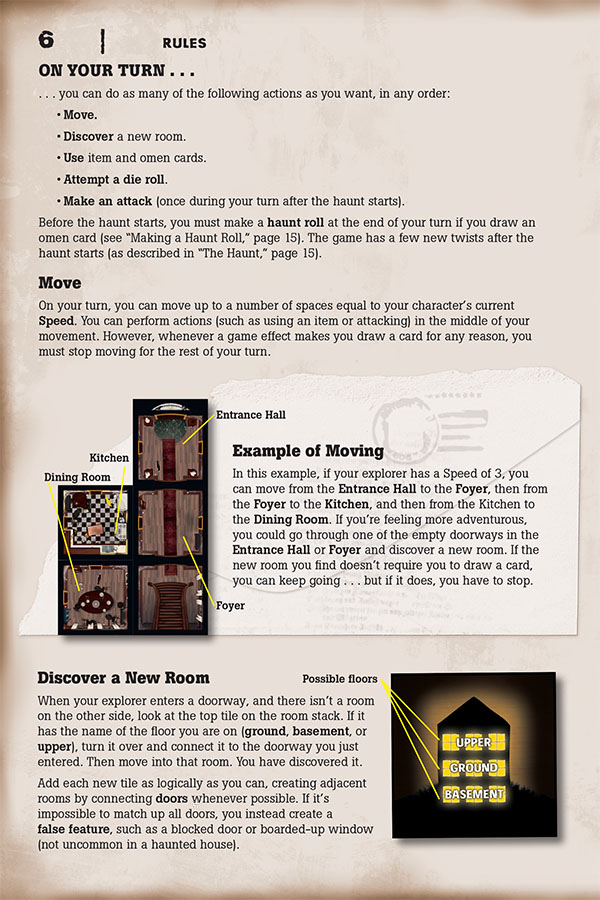 6 | RULES
ON YOUR TURN . . .
. . . you can do as many of the following actions as you want, in any order:
• Move.
• Discover a new room.
• Use item and omen cards.
• Attempt a die roll.
• Make an attack (once during your turn after the haunt starts).
Before the haunt starts, you must make a haunt roll at the end of your turn if you draw an
omen card (see “Making a Haunt Roll,” page 15). The game has a few new twists after the
haunt starts (as described in “The Haunt,” page 15).
Move
On your turn, you can move up to a number of spaces equal to your character’s current
Speed. You can perform actions (such as using an item or attacking) in the middle of your
movement. However, whenever a game effect makes you draw a card for any reason, you
must stop moving for the rest of your turn.
Entrance Hall
Kitchen
Dining Room
Foyer
Example of Moving
In this example, if your explorer has a Speed of 3, you
can move from the Entrance Hall to the Foyer, then from
the Foyer to the Kitchen, and then from the Kitchen to
the Dining Room. If you’re feeling more adventurous,
you could go through one of the empty doorways in the
Entrance Hall or Foyer and discover a new room. If the
new room you find doesn’t require you to draw a card,
you can keep going . . . but if it does, you have to stop.
Discover a New Room
When your explorer enters a doorway, and there isn’t a room
on the other side, look at the top tile on the room stack. If it
has the name of the floor you are on (ground, basement, or
upper), turn it over and connect it to the doorway you just
entered. Then move into that room. You have discovered it.
Add each new tile as logically as you can, creating adjacent
rooms by connecting doors whenever possible. If it’s
impossible to match up all doors, you instead create a
false feature, such as a blocked door or boarded-up window
(not uncommon in a haunted house).
Possible floors
UPPER
GROUND
BASEMENT